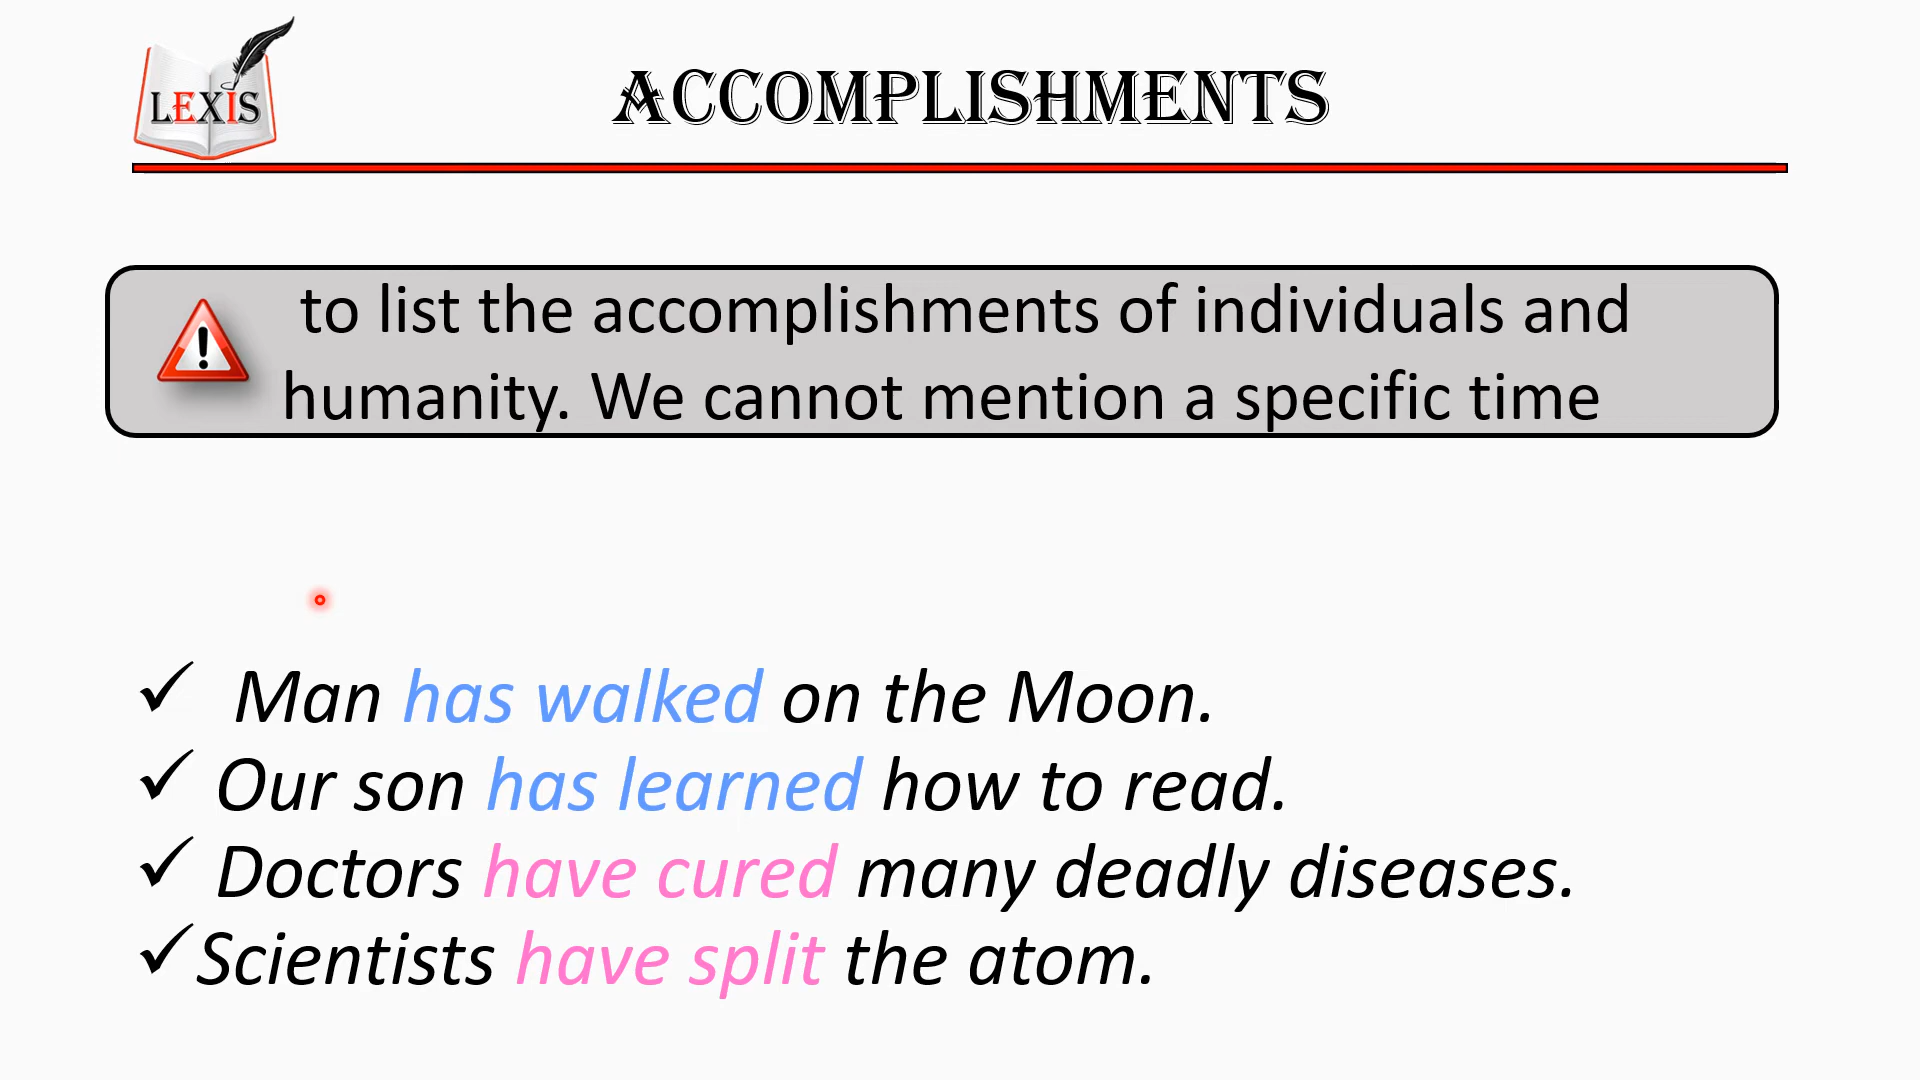 LEXIS
ACCOMPLISHMENTS
to list the accomplishments of individuals and
humanity. We cannot mention a specific time
✓ Man has walked on the Moon.
✓ Our son has learned how to read.
✓ Doctors have cured many deadly diseases.
✓ Scientists have split the atom.